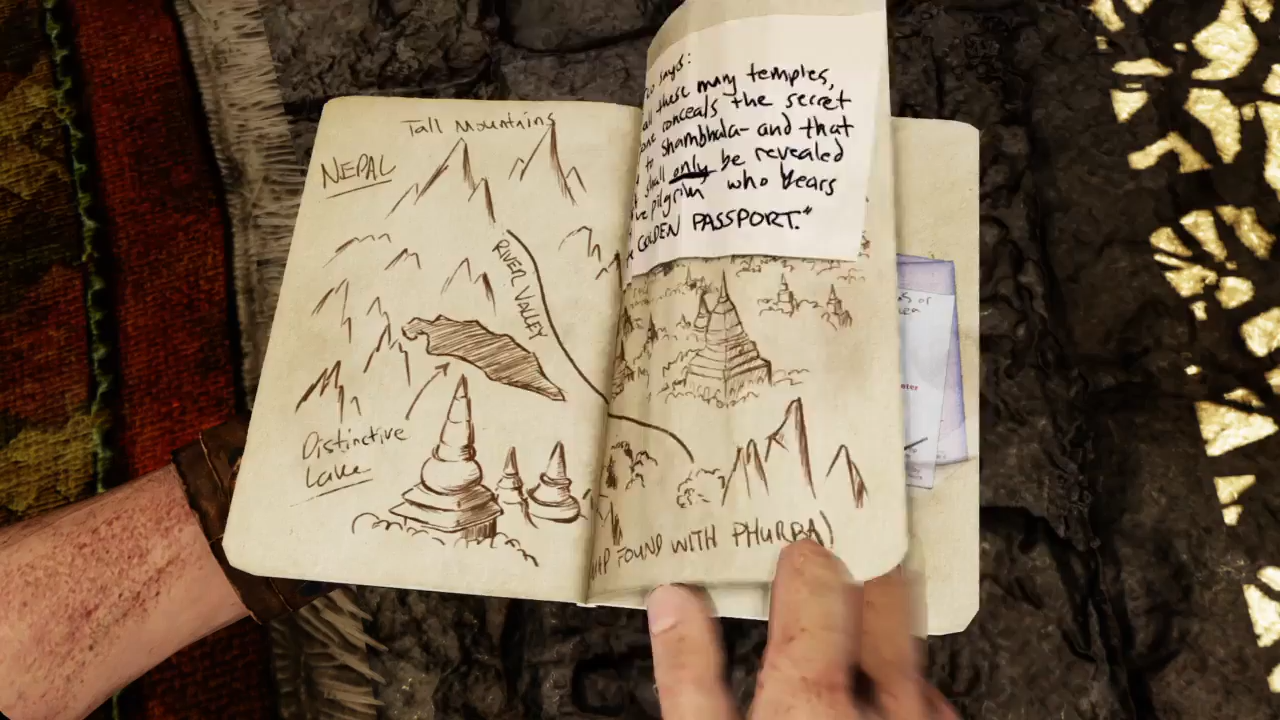 Tall Mountains
NEPAL
RIVER VALLEY
Distinctive
Lake
says:
all these many temples,
one conceals the secret
to Shambhala- and that
shall only be revealed
pilgrim who bears
GOLDEN PASSPORT."
FOUND WITH PHURBA)